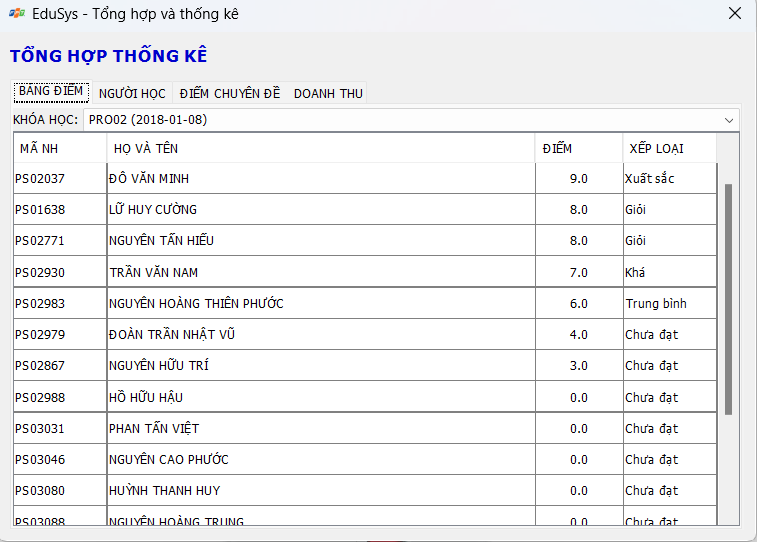 EduSys - Tổng hợp và thống kê
TỔNG HỢP THỐNG KÊ
BẢNG ĐIỂM NGƯỜI HỌC ĐIỂM CHUYÊN ĐỀ DOANH THU
KHÓA HỌC: PRO02 (2018-01-08)
MÃ NH HỌ VÀ TÊN ĐIỂM XẾP LOẠI
PS02037 ĐỖ VĂN MINH 9.0 Xuất sắc
PS01638 LỮ HUY CƯỜNG 8.0 Giỏi
PS02771 NGUYỄN TẤN HIẾU 8.0 Giỏi
PS02930 TRẦN VĂN NAM 7.0 Khá
PS02983 NGUYỄN HOÀNG THIÊN PHƯỚC 6.0 Trung bình
PS02979 ĐOÀN TRẦN NHẬT VŨ 4.0 Chưa đạt
PS02867 NGUYỄN HỮU TRÍ 3.0 Chưa đạt
PS02988 HỒ HỮU HẬU 0.0 Chưa đạt
PS03031 PHAN TẤN VIỆT 0.0 Chưa đạt
PS03046 NGUYỄN CAO PHƯỚC 0.0 Chưa đạt
PS03080 HUỲNH THANH HUY 0.0 Chưa đạt
PS03088 NGUYỄN HOÀNG TRUNG 0.0 Chưa đạt